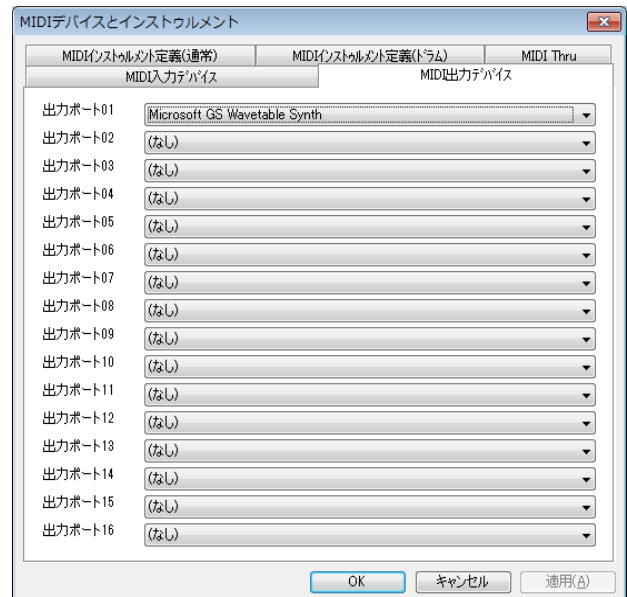 MIDIデバイスとインストゥルメント
MIDIインストゥルメント定義(通常) MIDIインストゥルメント定義(ドラム) MIDI Thru
MIDI入力デバイス MIDI出力デバイス
出力ポート01 Microsoft GS Wavetable Synth
出力ポート02 (なし)
出力ポート03 (なし)
出力ポート04 (なし)
出力ポート05 (なし)
出力ポート06 (なし)
出力ポート07 (なし)
出力ポート08 (なし)
出力ポート09 (なし)
出力ポート10 (なし)
出力ポート11 (なし)
出力ポート12 (なし)
出力ポート13 (なし)
出力ポート14 (なし)
出力ポート15 (なし)
出力ポート16 (なし)
OK キャンセル 適用(A)